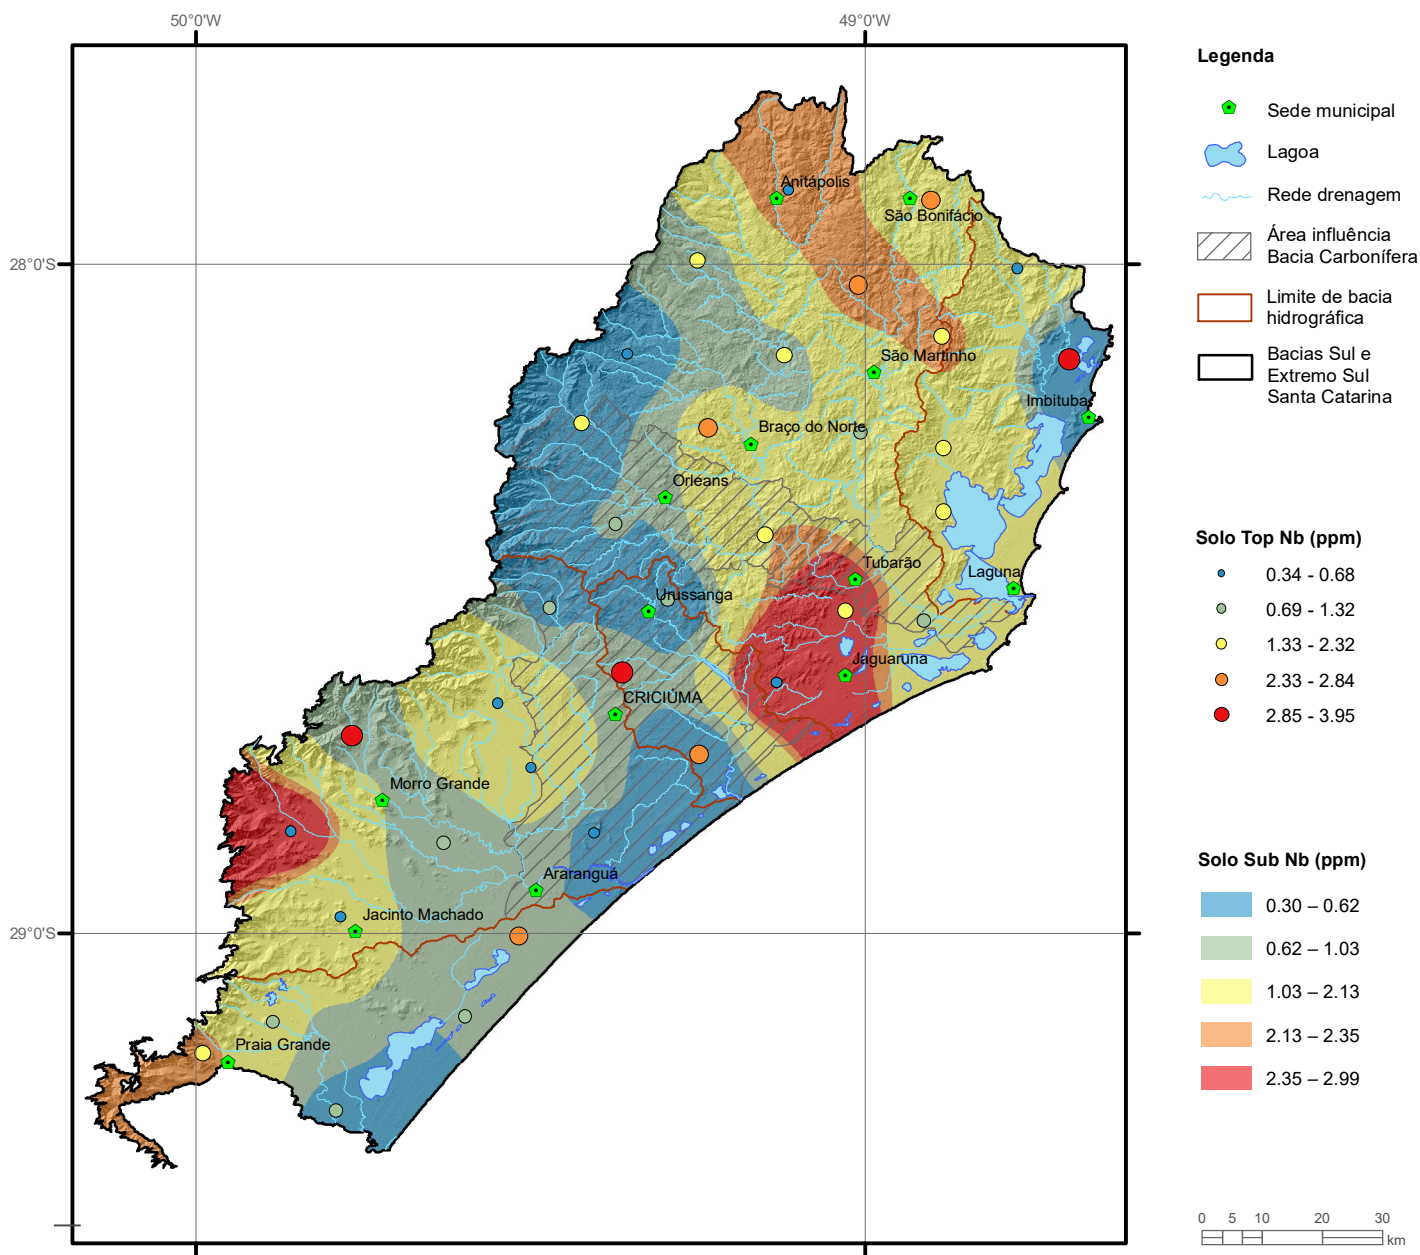 50°0'W
49°0'W
28°0'S
29°0'S
Anitápolis
São Bonifácio
São Martinho
Imbituba
Braço do Norte
Orleans
Tubarão
Laguna
Urussanga
Jaguaruna
CRICIÚMA
Morro Grande
Araranguá
Jacinto Machado
Praia Grande
Legenda
Sede municipal
Lagoa
Rede drenagem
Área influência
Bacia Carbonífera
Limite de bacia
hidrográfica
Bacias Sul e
Extremo Sul
Santa Catarina
Solo Top Nb (ppm)
0.34 - 0.68
0.69 - 1.32
1.33 - 2.32
2.33 - 2.84
2.85 - 3.95
Solo Sub Nb (ppm)
0.30 – 0.62
0.62 – 1.03
1.03 – 2.13
2.13 – 2.35
2.35 – 2.99
0 5 10 20 30
km